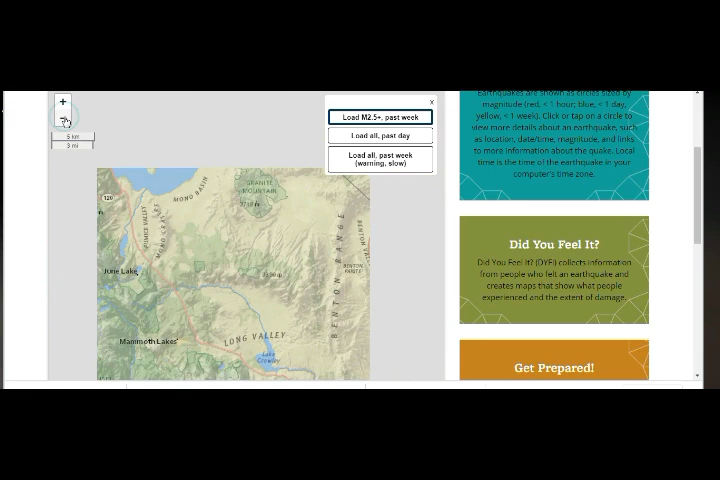 +
−
5 km
3 mi
x
Load M2.5+, past week
Load all, past day
Load all, past week
(warning, slow)
120
MONO BASIN
GRANITE
MOUNTAIN
PUMICE VALLEY
June Lake
BENTON RANGE
BENTON
Mammoth Lakes
LONG VALLEY
Lake
Crowley
Earthquakes are shown as circles sized by
magnitude (red, < 1 hour; blue, < 1 day,
yellow, < 1 week). Click or tap on a circle to
view more details about an earthquake, such
as location, date/time, magnitude, and links
to more information about the quake. Local
time is the time of the earthquake in your
computer's time zone.
Did You Feel It?
Did You Feel It? (DYFI) collects information
from people who felt an earthquake and
creates maps that show what people
experienced and the extent of damage.
Get Prepared!